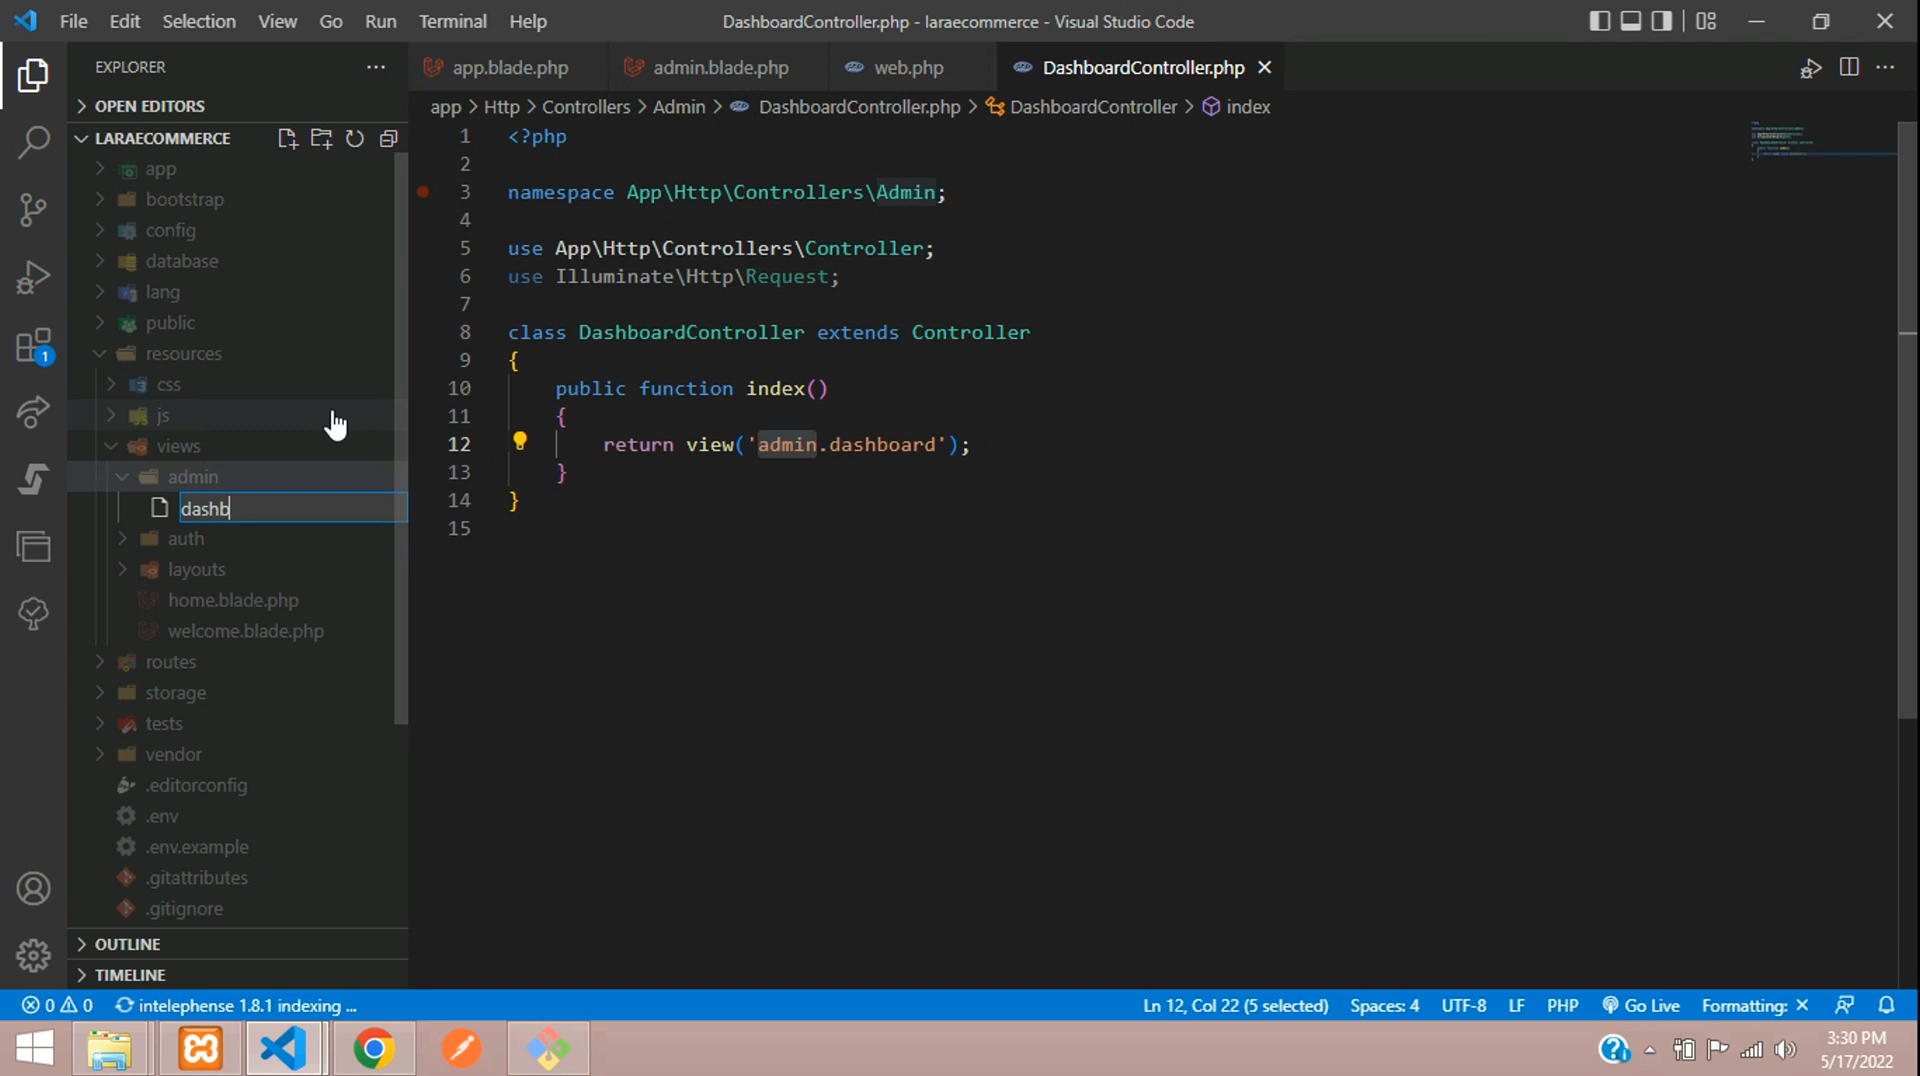 File Edit Selection View Go Run Terminal Help
DashboardController.php - laraecommerce - Visual Studio Code
EXPLORER
OPEN EDITORS
LARAECOMMERCE
app
bootstrap
config
database
lang
public
resources
css
js
views
admin
dashb
auth
layouts
home.blade.php
welcome.blade.php
routes
storage
tests
vendor
.editorconfig
.env
.env.example
.gitattributes
.gitignore
OUTLINE
TIMELINE
1
app.blade.php admin.blade.php web.php DashboardController.php
app > Http > Controllers > Admin > DashboardController.php > DashboardController > index
1 <?php
2
3 namespace App\Http\Controllers\Admin;
4
5 use App\Http\Controllers\Controller;
6 use Illuminate\Http\Request;
7
8 class DashboardController extends Controller
9 {
10 public function index()
11 {
12 return view('admin.dashboard');
13 }
14 }
15
0 0 intelephense 1.8.1 indexing ... Ln 12, Col 22 (5 selected) Spaces: 4 UTF-8 LF PHP Go Live Formatting: ×
3:30 PM
5/17/2022